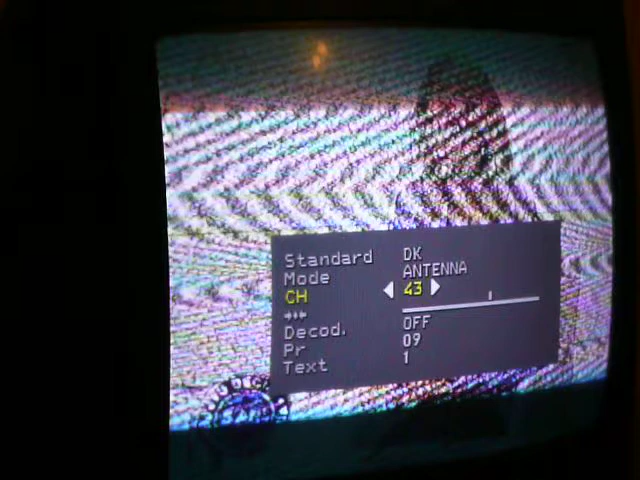 Standard DK
Mode ANTENNA
CH 43
Decod. OFF
Pr 09
Text 1